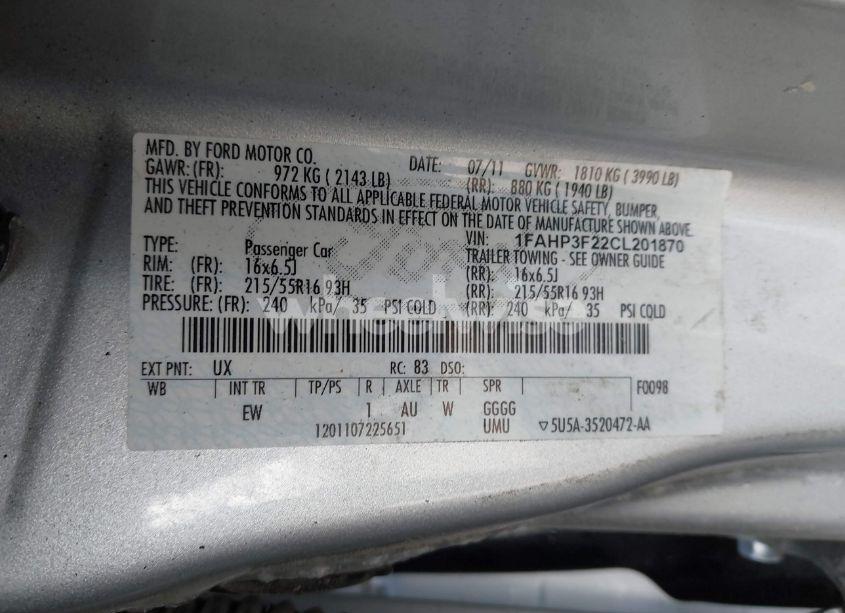 MFD. BY FORD MOTOR CO. DATE: 07/11 GVWR: 1810 KG ( 3990 LB)
GAWR: (FR): 972 KG ( 2143 LB) (RR): 880 KG ( 1940 LB)
THIS VEHICLE CONFORMS TO ALL APPLICABLE FEDERAL MOTOR VEHICLE SAFETY, BUMPER,
AND THEFT PREVENTION STANDARDS IN EFFECT ON THE DATE OF MANUFACTURE SHOWN ABOVE.
VIN: 1FAHP3F22CL201870
TYPE: Passenger Car TRAILER TOWING - SEE OWNER GUIDE
RIM: (FR): 16x6.5J (RR): 16x6.5J
TIRE: (FR): 215/55R16 93H (RR): 215/55R16 93H
PRESSURE: (FR): 240 kPa/ 35 PSI COLD (RR): 240 kPa/ 35 PSI COLD
EXT PNT: UX RC: 83 DSO:
WB INT TR TP/PS R AXLE TR SPR F0098
EW 1 AU W GGGG
1201107225651 UMU ▽5U5A-3520472-AA